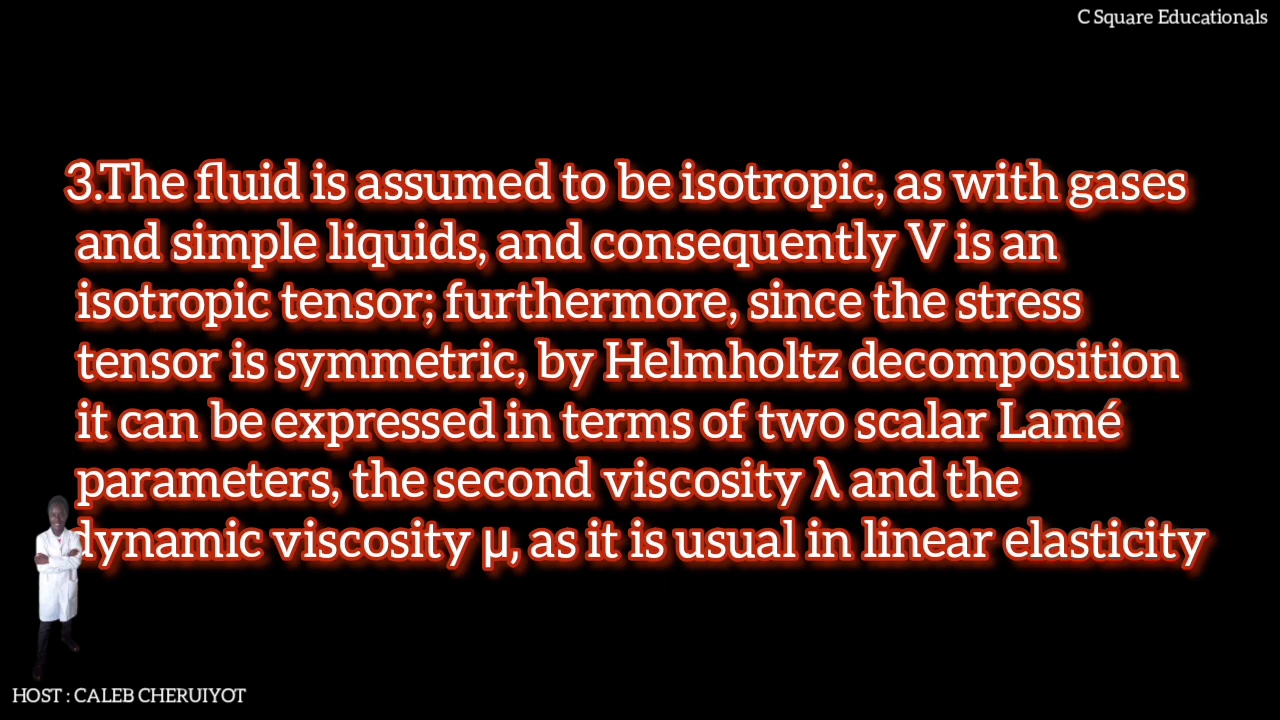 C Square Educationals
3.The fluid is assumed to be isotropic, as with gases
and simple liquids, and consequently V is an
isotropic tensor; furthermore, since the stress
tensor is symmetric, by Helmholtz decomposition
it can be expressed in terms of two scalar Lamé
parameters, the second viscosity λ and the
dynamic viscosity μ, as it is usual in linear elasticity
HOST : CALEB CHERUIYOT